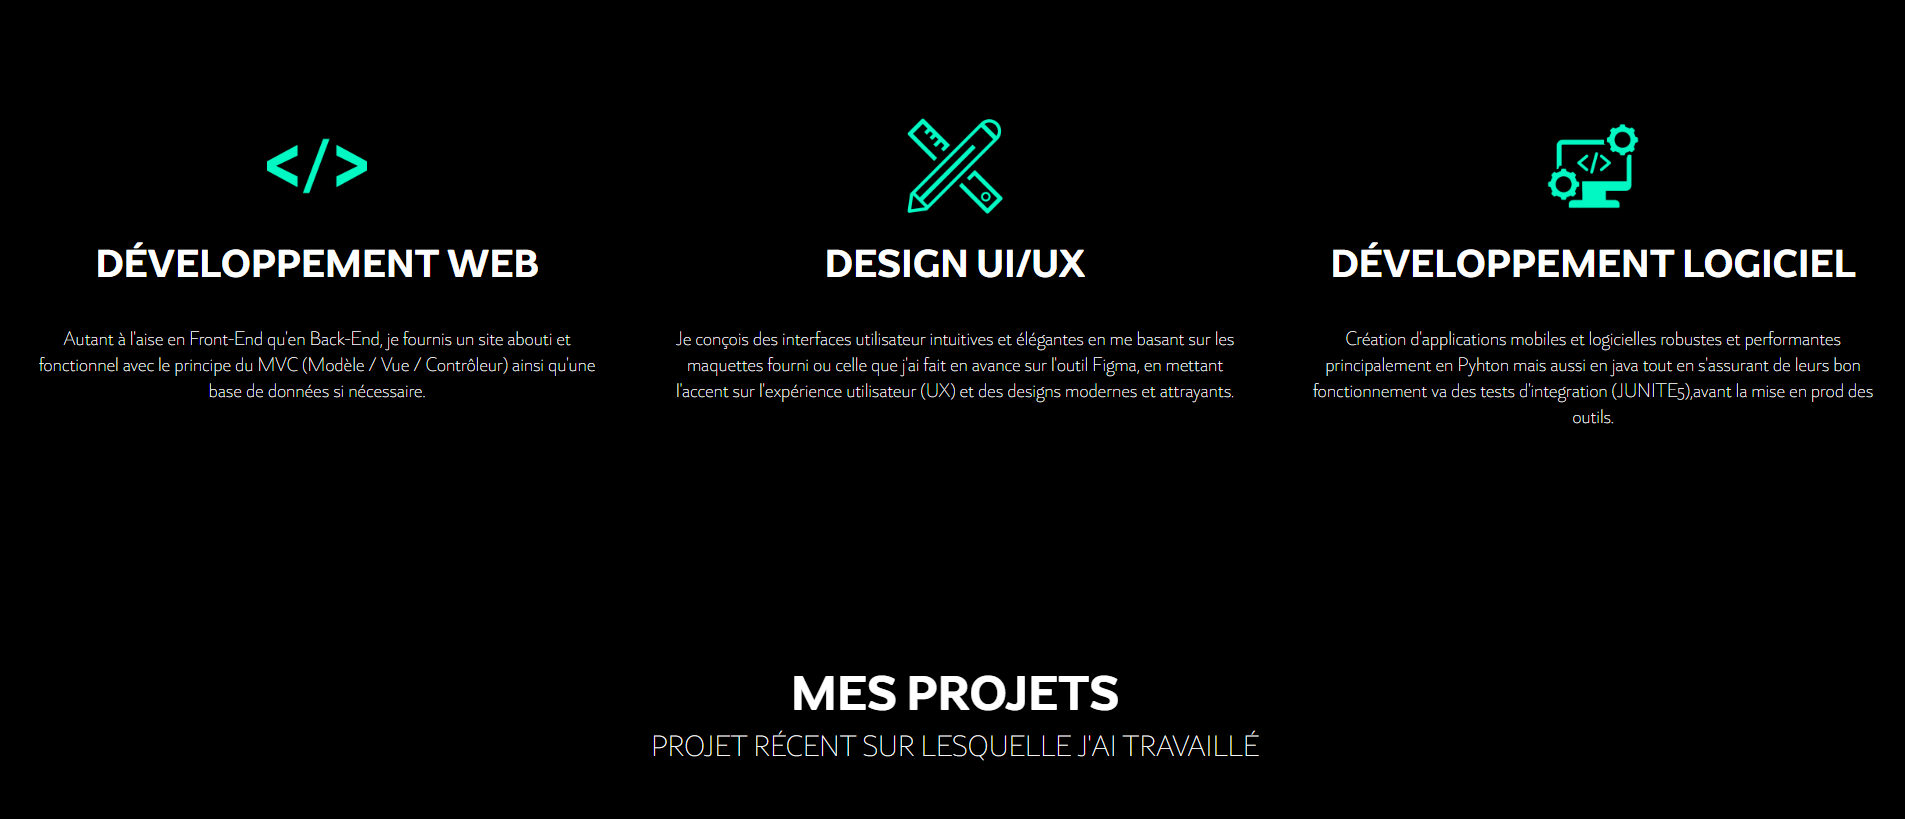 </>
DÉVELOPPEMENT WEB
Autant à l'aise en Front-End qu'en Back-End, je fournis un site abouti et
fonctionnel avec le principe du MVC (Modèle / Vue / Contrôleur) ainsi qu'une
base de données si nécessaire.
DESIGN UI/UX
Je conçois des interfaces utilisateur intuitives et élégantes en me basant sur les
maquettes fourni ou celle que j'ai fait en avance sur l'outil Figma, en mettant
l'accent sur l'expérience utilisateur (UX) et des designs modernes et attrayants.
</>
DÉVELOPPEMENT LOGICIEL
Création d'applications mobiles et logicielles robustes et performantes
principalement en Pyhton mais aussi en java tout en s'assurant de leurs bon
fonctionnement va des tests d'integration (JUNITE5),avant la mise en prod des
outils.
MES PROJETS
PROJET RÉCENT SUR LESQUELLE J'AI TRAVAILLÉ